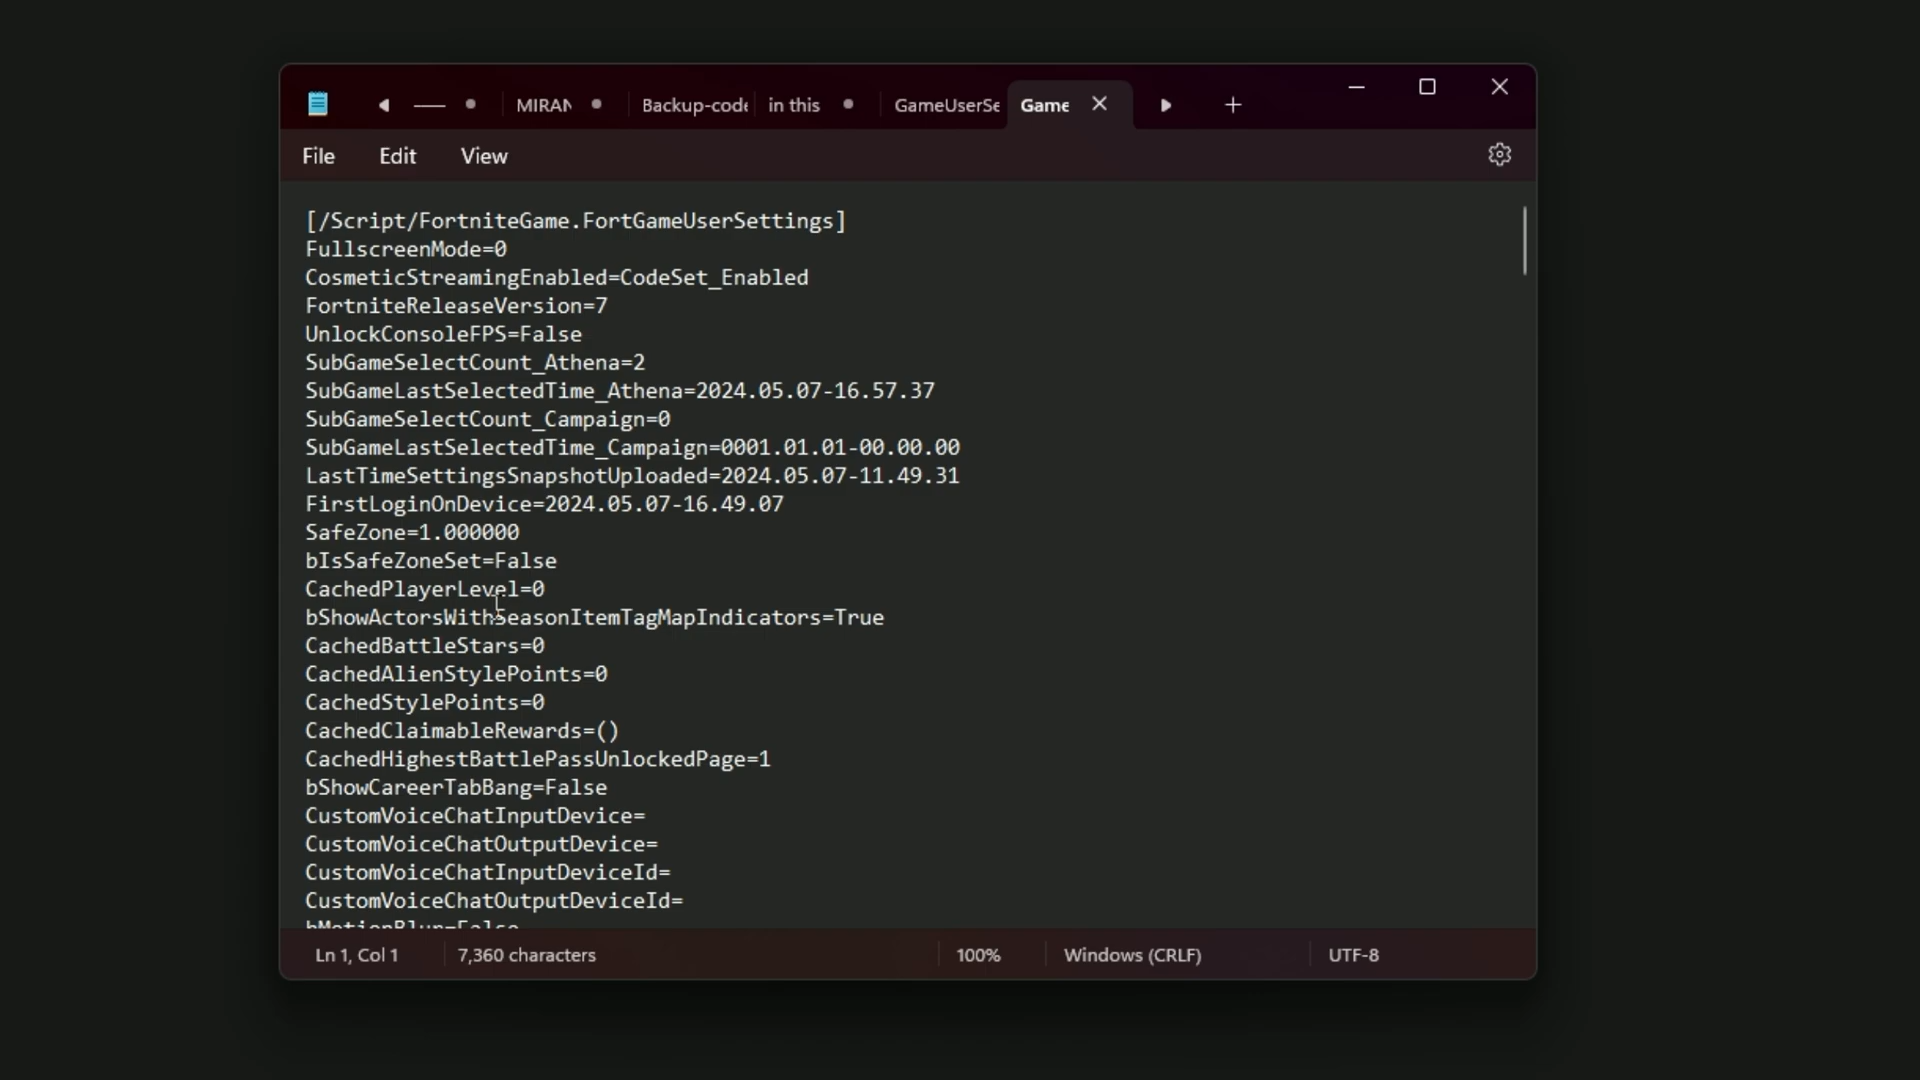 MIRAN
Backup-code
in this
GameUserSe
Game
File Edit View
[/Script/FortniteGame.FortGameUserSettings]
FullscreenMode=0
CosmeticStreamingEnabled=CodeSet_Enabled
FortniteReleaseVersion=7
UnlockConsoleFPS=False
SubGameSelectCount_Athena=2
SubGameLastSelectedTime_Athena=2024.05.07-16.57.37
SubGameSelectCount_Campaign=0
SubGameLastSelectedTime_Campaign=0001.01.01-00.00.00
LastTimeSettingsSnapshotUploaded=2024.05.07-11.49.31
FirstLoginOnDevice=2024.05.07-16.49.07
SafeZone=1.000000
bIsSafeZoneSet=False
CachedPlayerLevel=0
bShowActorsWithSeasonItemTagMapIndicators=True
CachedBattleStars=0
CachedAlienStylePoints=0
CachedStylePoints=0
CachedClaimableRewards=()
CachedHighestBattlePassUnlockedPage=1
bShowCareerTabBang=False
CustomVoiceChatInputDevice=
CustomVoiceChatOutputDevice=
CustomVoiceChatInputDeviceId=
CustomVoiceChatOutputDeviceId=
bMotionBlur=False
Ln 1, Col 1 7,360 characters 100% Windows (CRLF) UTF-8